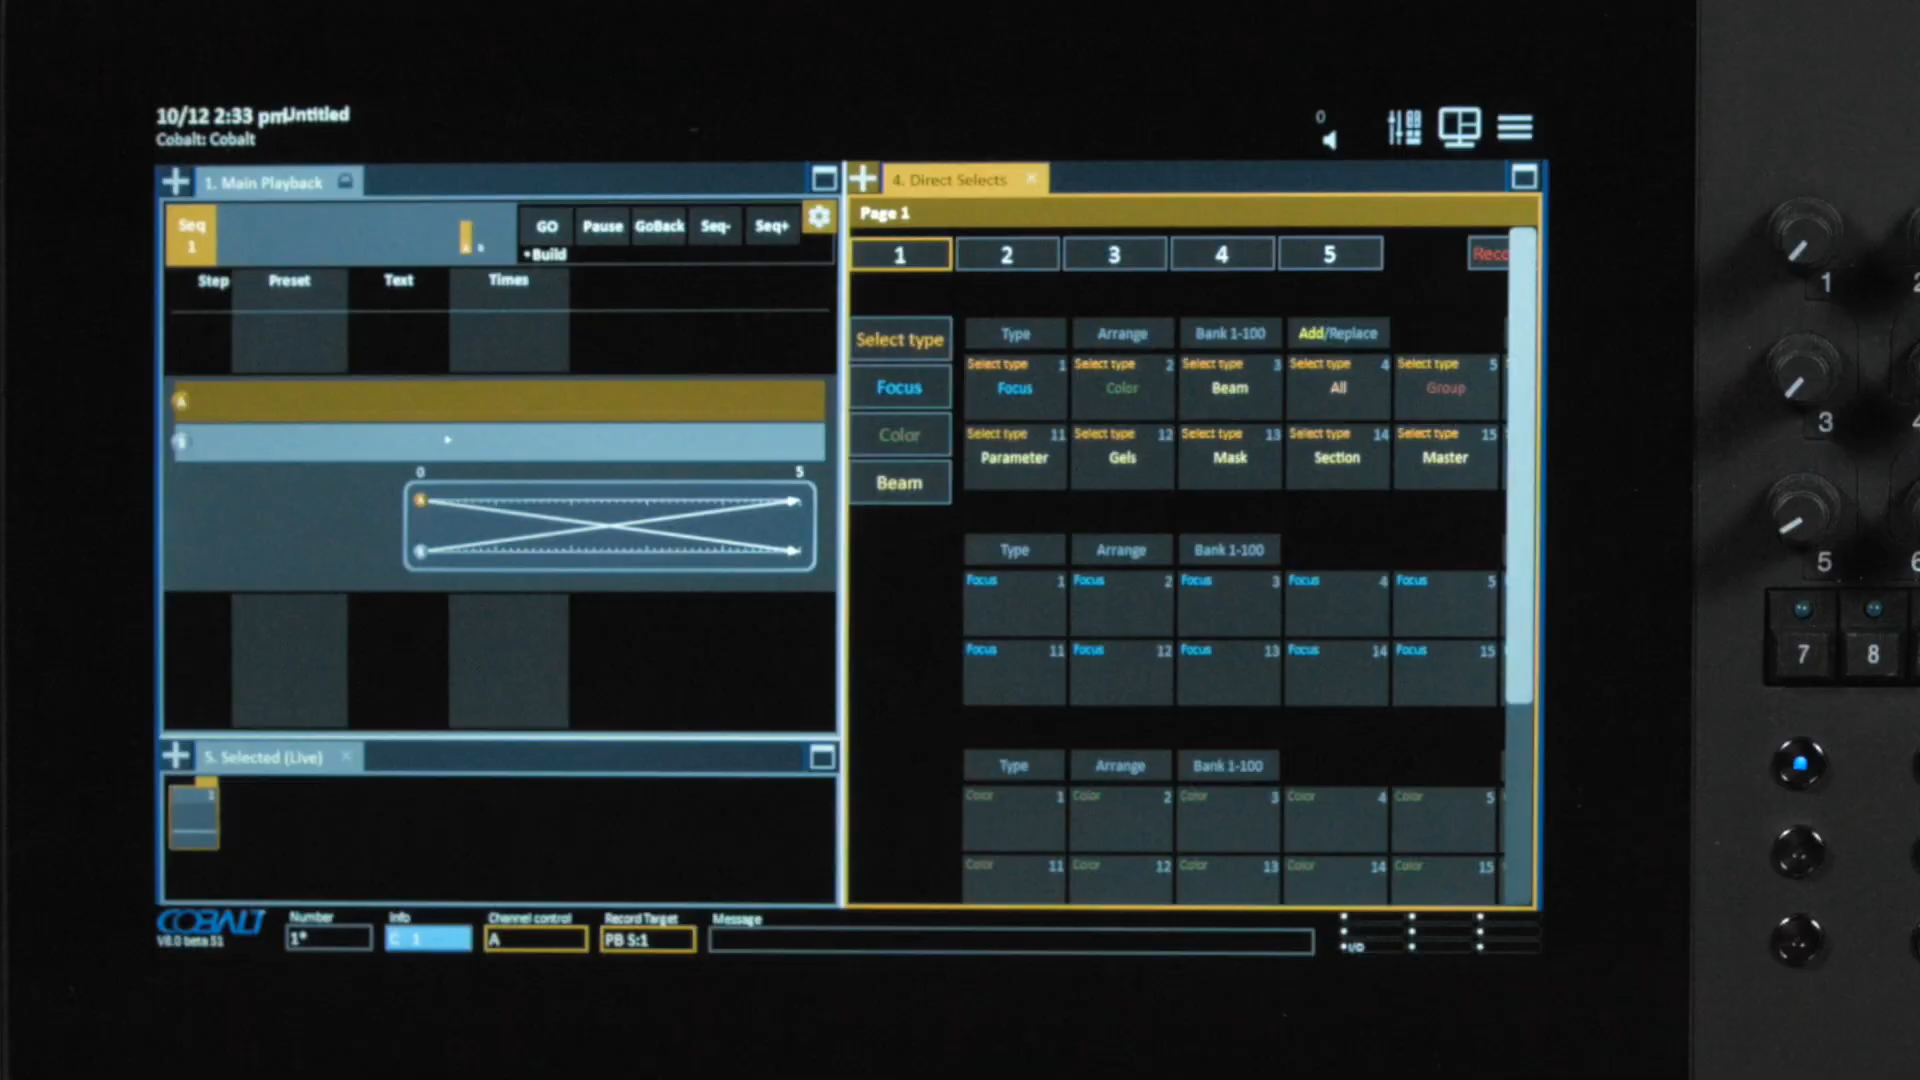 10/12 2:33 pm Untitled
Cobalt: Cobalt
0
1. Main Playback
4. Direct Selects
Seq
1
A B
GO Pause GoBack Seq- Seq+
•Build
Step Preset Text Times
A
0 5
A
Page 1
1 2 3 4 5
Select type
Focus
Color
Beam
Type Arrange Bank 1-100 Add/Replace
Select type 1 Select type 2 Select type 3 Select type 4 Select type 5
Focus Color Beam All Group
Select type 11 Select type 12 Select type 13 Select type 14 Select type 15
Parameter Gels Mask Section Master
Type Arrange Bank 1-100
Focus 1 Focus 2 Focus 3 Focus 4 Focus 5
Focus 11 Focus 12 Focus 13 Focus 14 Focus 15
Type Arrange Bank 1-100
Color 1 Color 2 Color 3 Color 4 Color 5
Color 11 Color 12 Color 13 Color 14 Color 15
5. Selected (Live)
1
COBALT
V8.0 beta 51
Number Info Channel control Record Target Message
1* C 1 A PB S:1
I/O
1 2
3 4
5 6
7 8